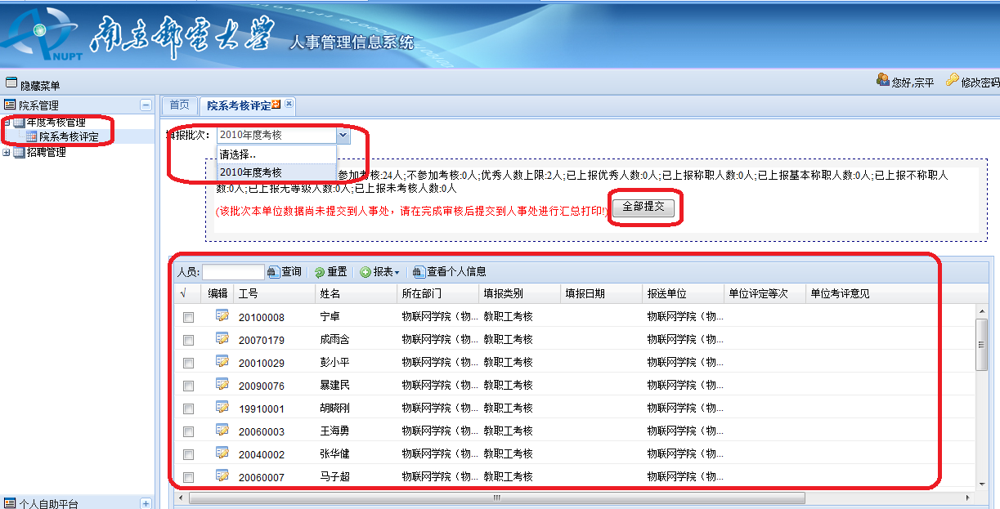 南京邮电大学 人事管理信息系统
NUPT
隐藏菜单
您好,宗平 修改密码
院系管理
首页 院系考核评定
年度考核管理
院系考核评定
招聘管理
填报批次: 2010年度考核
请选择..
2010年度考核
参加考核:24人;不参加考核:0人;优秀人数上限:2人;已上报优秀人数:0人;已上报称职人数:0人;已上报基本称职人数:0人;已上报不称职人
数:0人;已上报无等级人数:0人;已上报未考核人数:0人
(该批次本单位数据尚未提交到人事处，请在完成审核后提交到人事处进行汇总打印!) 全部提交
人员: 查询 重置 报表 查看个人信息
√ 编辑 工号 姓名 所在部门 填报类别 填报日期 报送单位 单位评定等次 单位考评意见
20100008 宁卓 物联网学院（物... 教职工考核 物联网学院（物...
20070179 成雨含 物联网学院（物... 教职工考核 物联网学院（物...
20010029 彭小平 物联网学院（物... 教职工考核 物联网学院（物...
20090076 暴建民 物联网学院（物... 教职工考核 物联网学院（物...
19910001 胡晓刚 物联网学院（物... 教职工考核 物联网学院（物...
20060003 王海勇 物联网学院（物... 教职工考核 物联网学院（物...
20040002 张华健 物联网学院（物... 教职工考核 物联网学院（物...
20060007 马子超 物联网学院（物... 教职工考核 物联网学院（物...
个人自助平台